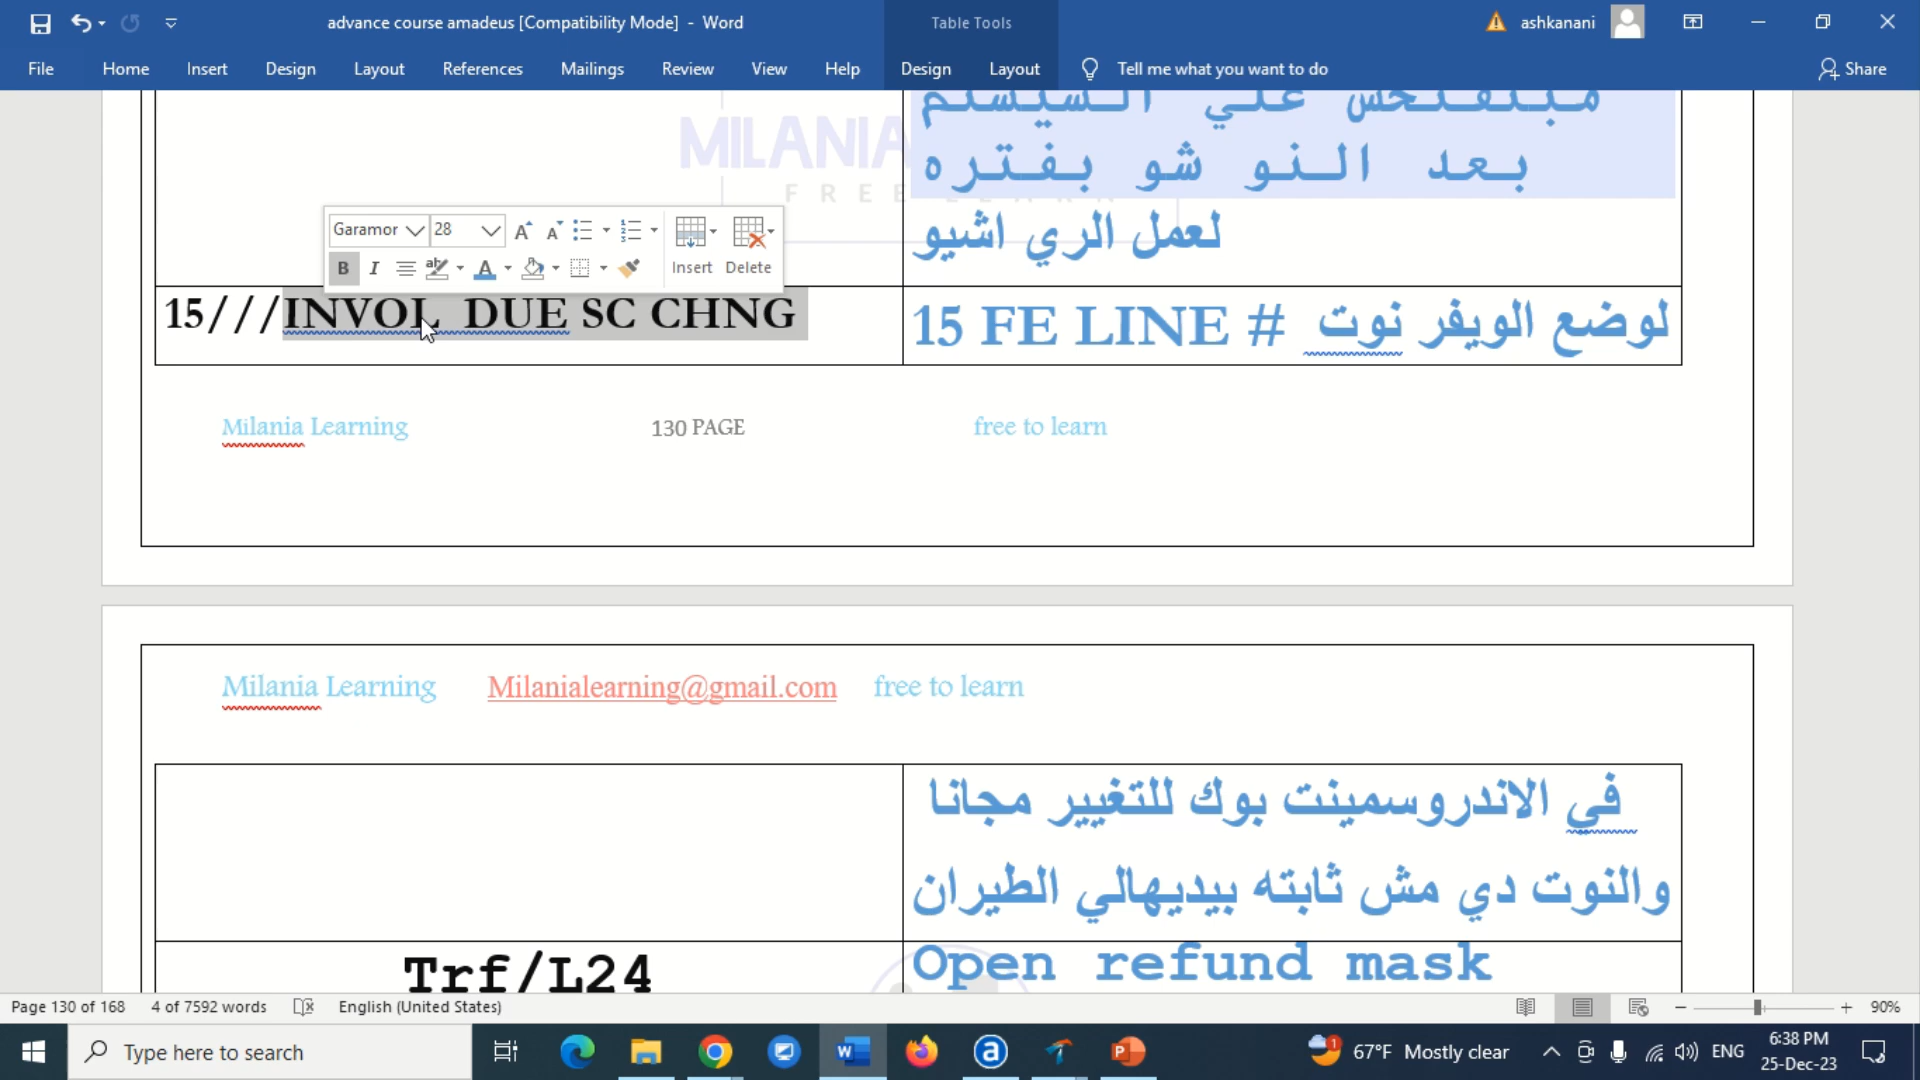 advance course amadeus [Compatibility Mode] - Word
Table Tools
ashkanani
File Home Insert Design Layout References Mailings Review View Help Design Layout Tell me what you want to do Share
مبتفتحش علي السيستم
MILANIA
بعد النو شو بفتره
FREE LEARN
لعمل الري اشيو
Garamor 28
Insert Delete
15///INVOL DUE SC CHNG
15 FE LINE # لوضع الويفر نوت
Milania Learning 130 PAGE free to learn
Milania Learning Milanialearning@gmail.com free to learn
في الاندروسمينت بوك للتغيير مجانا
والنوت دي مش ثابته بيديهالي الطيران
Trf/L24
Open refund mask
Page 130 of 168 4 of 7592 words English (United States) 90%
Type here to search
67°F Mostly clear
ENG
6:38 PM
25-Dec-23